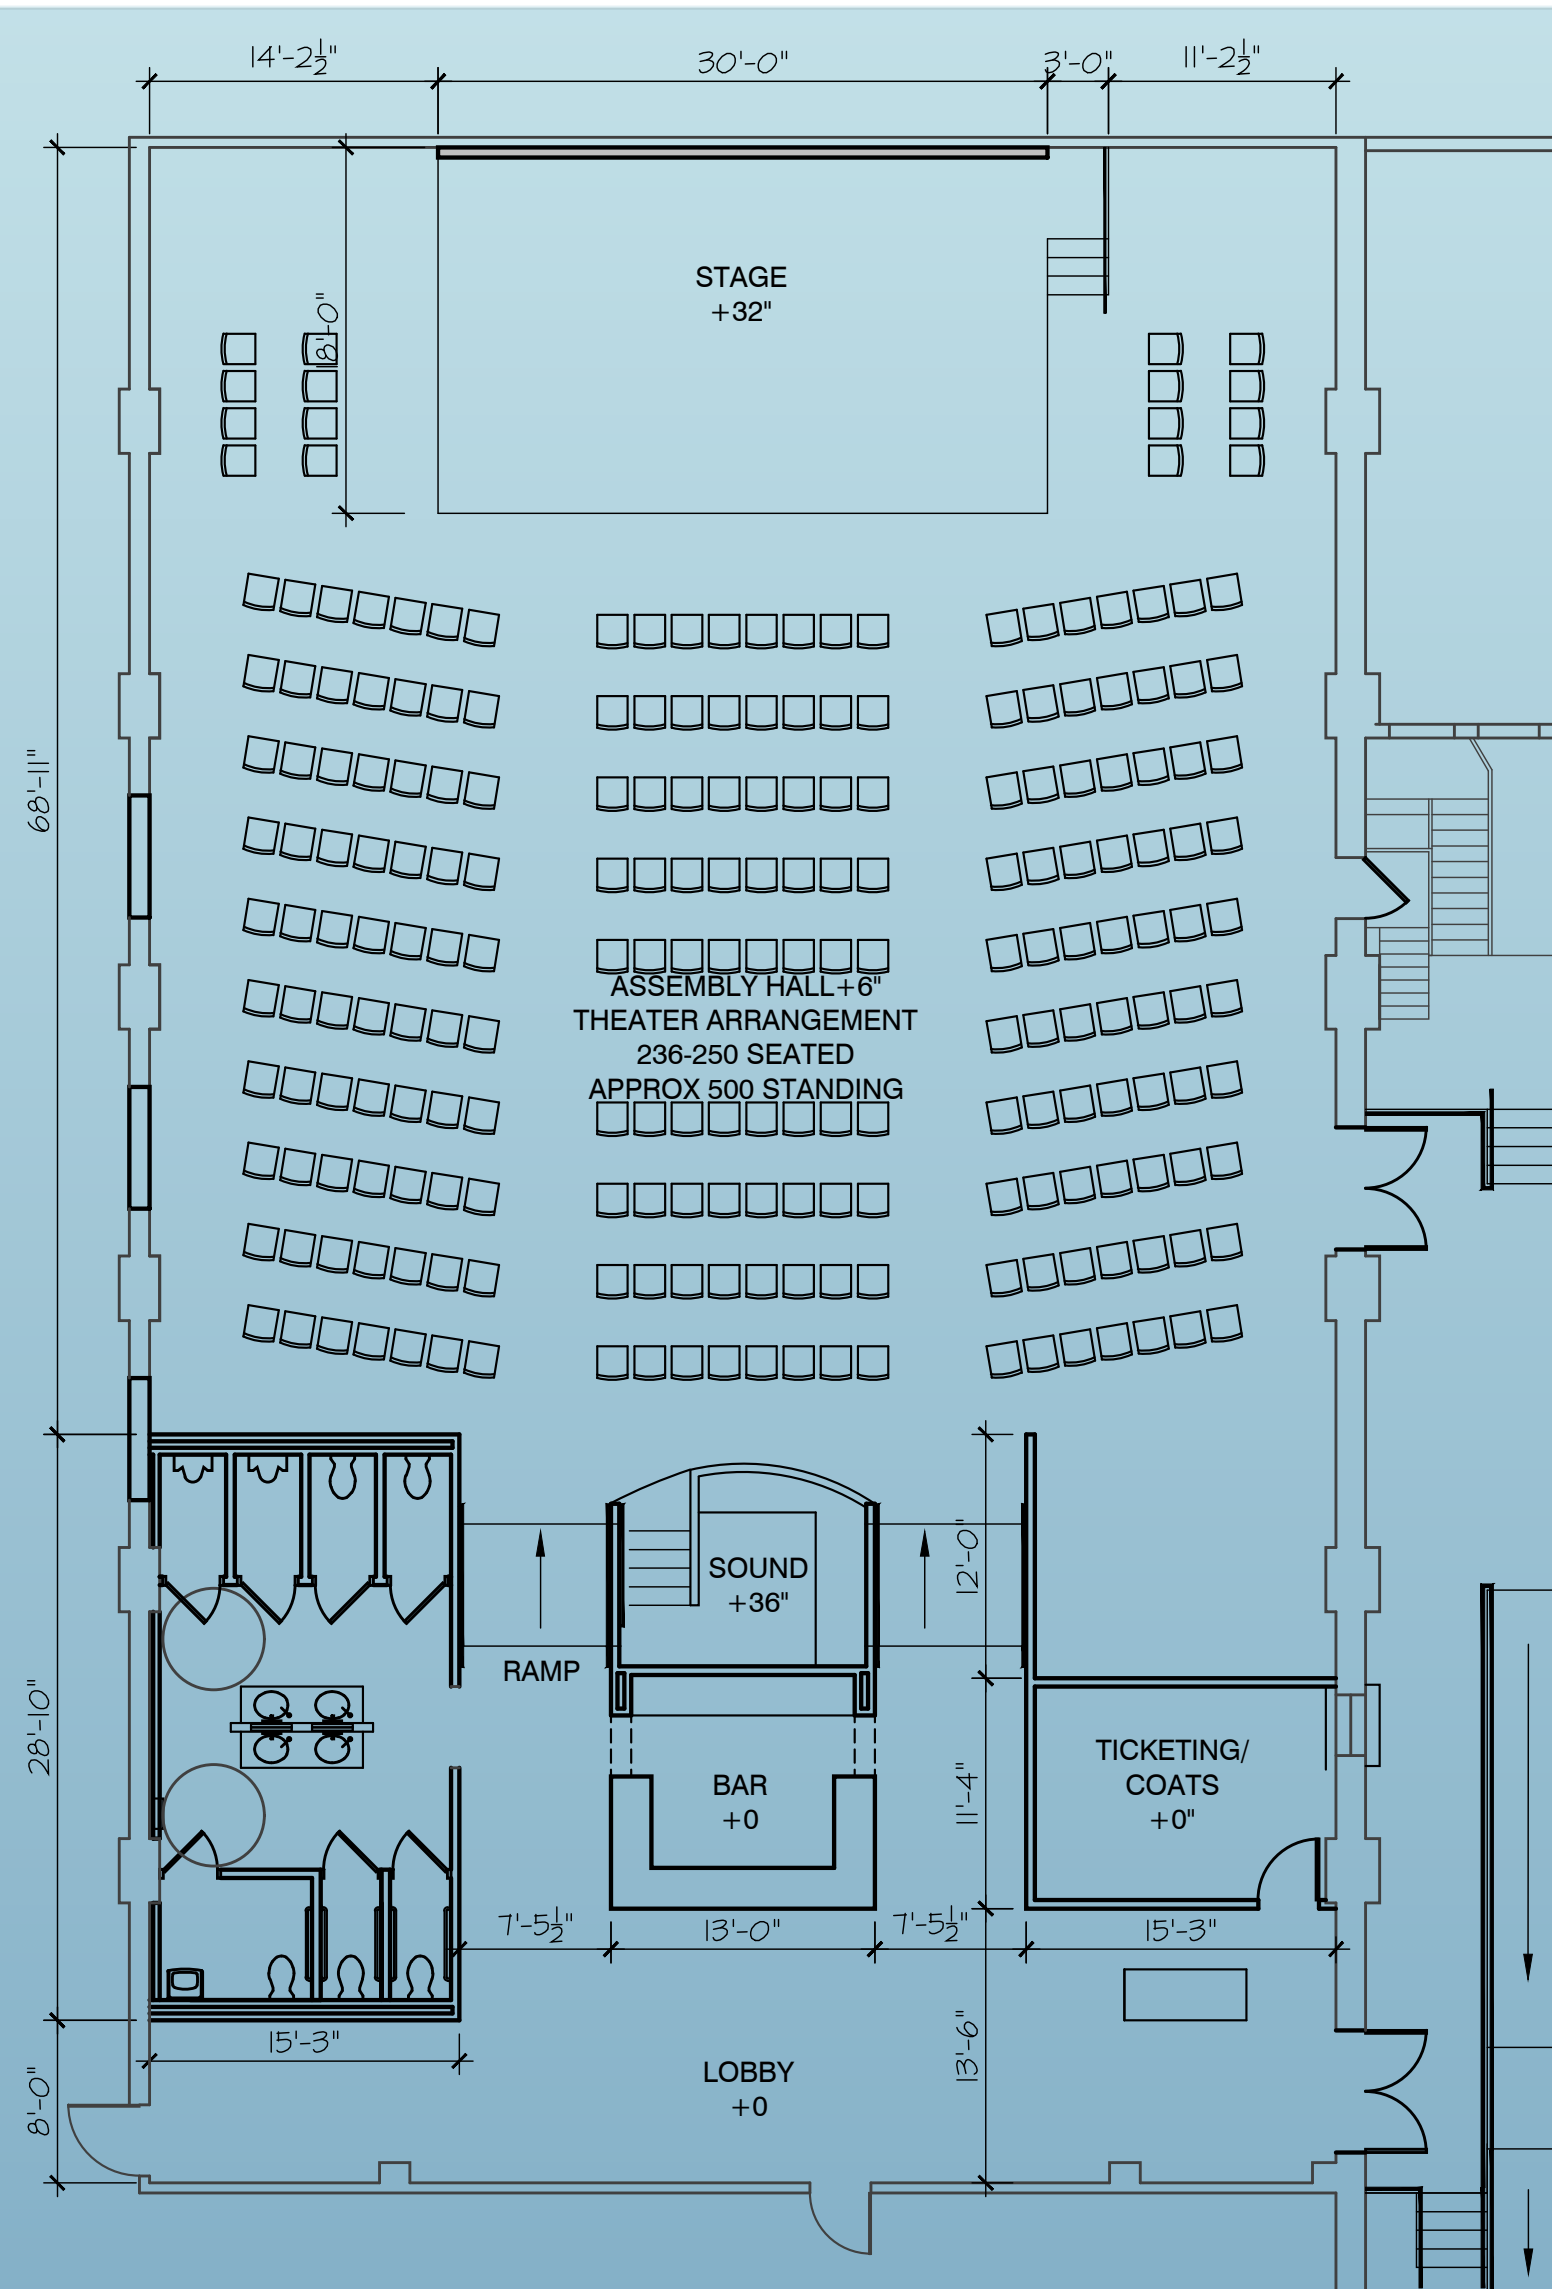 14'-2½"
30'-0"
3'-0"
11'-2½"
STAGE
+32"
18'-0"
68'-11"
ASSEMBLY HALL+6"
THEATER ARRANGEMENT
236-250 SEATED
APPROX 500 STANDING
12'-0"
SOUND
+36"
RAMP
28'-10"
BAR
+0
11'-4"
TICKETING/
COATS
+0"
7'-5½"
13'-0"
7'-5½"
15'-3"
15'-3"
13'-6"
LOBBY
+0
8'-0"